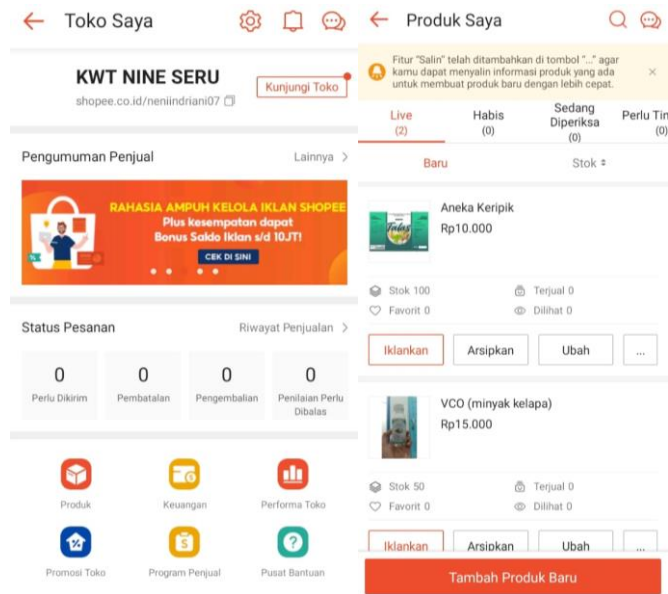 Toko Saya
KWT NINE SERU
shopee.co.id/neniindriani07
Kunjungi Toko
Pengumuman Penjual
Lainnya >
RAHASIA AMPUH KELOLA IKLAN SHOPEE
Plus kesempatan dapat
Bonus Saldo Iklan s/d 10JT!
CEK DI SINI
Status Pesanan
Riwayat Penjualan >
0 0 0 0
Perlu Dikirim
Pembatalan
Pengembalian
Penilaian Perlu
Dibalas
Produk
Keuangan
Performa Toko
Promosi Toko
Program Penjual
Pusat Bantuan
Produk Saya
Fitur "Salin" telah ditambahkan di tombol "..." agar
kamu dapat menyalin informasi produk yang ada
untuk membuat produk baru dengan lebih cepat.
Live
(2)
Habis
(0)
Sedang
Diperiksa
(0)
Perlu Tin
(0)
Baru
Stok
Aneka Keripik
Rp10.000
Talas
Stok 100
Terjual 0
Favorit 0
Dilihat 0
Iklankan
Arsipkan
Ubah
...
VCO (minyak kelapa)
Rp15.000
Stok 50
Terjual 0
Favorit 0
Dilihat 0
Iklankan
Arsipkan
Ubah
...
Tambah Produk Baru